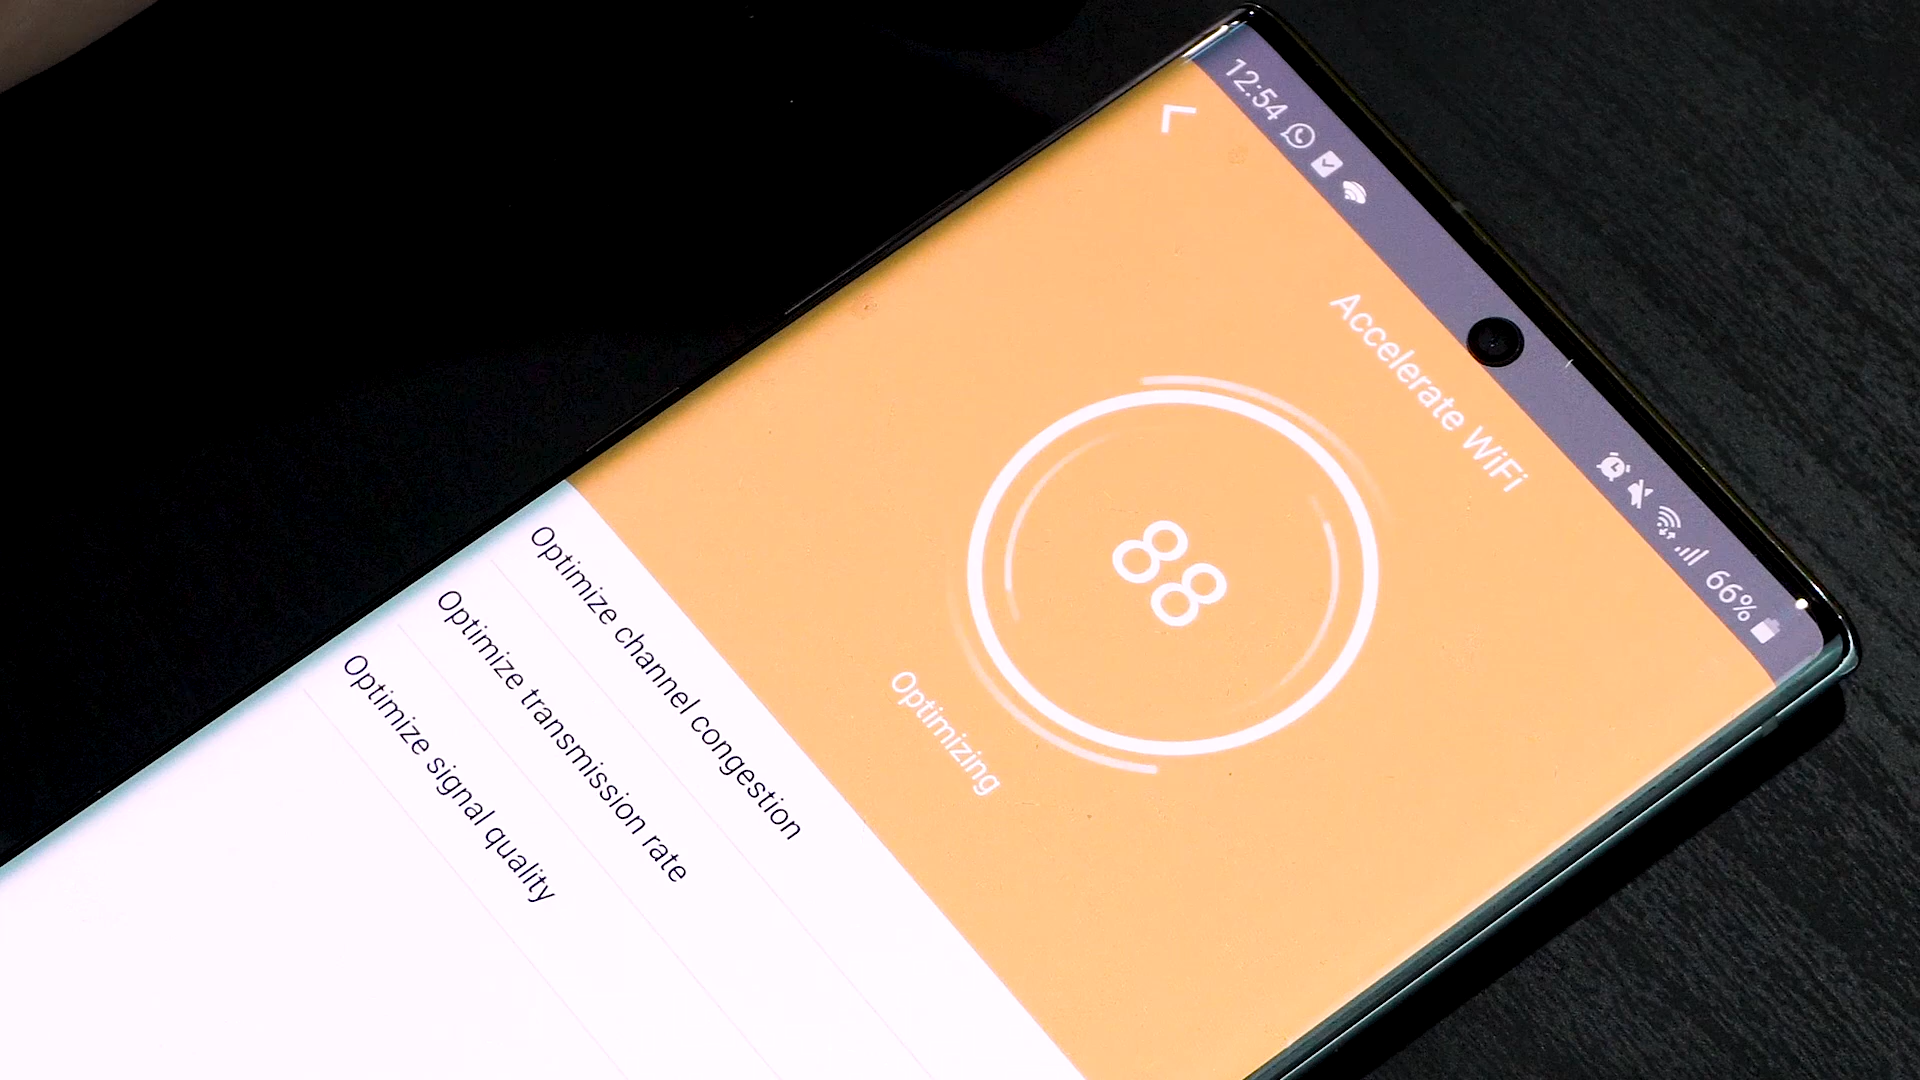 12:54
66%
Accelerate WiFi
88
Optimizing
Optimize channel congestion
Optimize transmission rate
Optimize signal quality